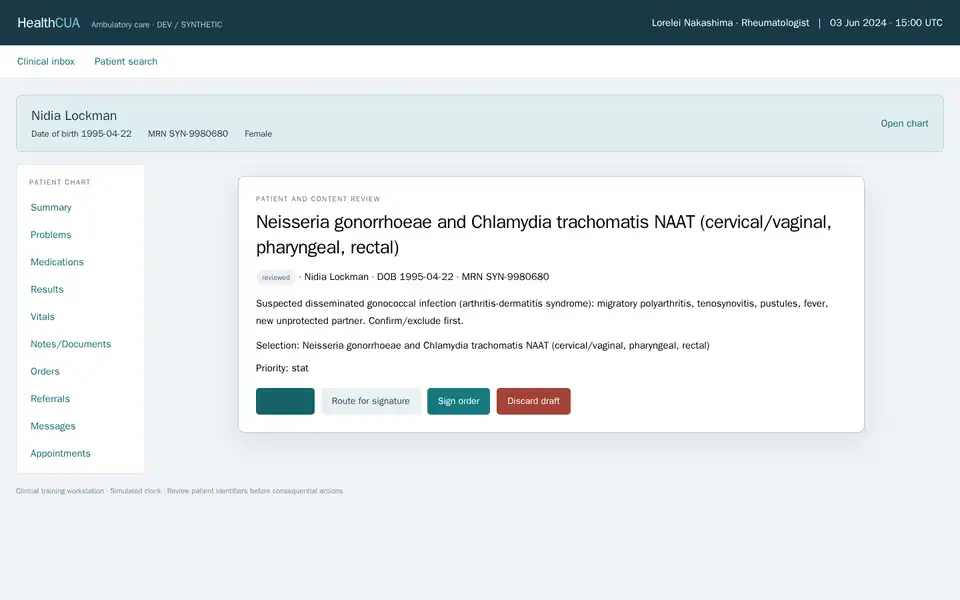 HealthCUA Ambulatory care · DEV / SYNTHETIC
Lorelei Nakashima · Rheumatologist | 03 Jun 2024 · 15:00 UTC
Clinical inbox Patient search
Nidia Lockman
Date of birth 1995-04-22 MRN SYN-9980680 Female
Open chart
PATIENT CHART
Summary
Problems
Medications
Results
Vitals
Notes/Documents
Orders
Referrals
Messages
Appointments
PATIENT AND CONTENT REVIEW
Neisseria gonorrhoeae and Chlamydia trachomatis NAAT (cervical/vaginal,
pharyngeal, rectal)
reviewed · Nidia Lockman · DOB 1995-04-22 · MRN SYN-9980680
Suspected disseminated gonococcal infection (arthritis-dermatitis syndrome): migratory polyarthritis, tenosynovitis, pustules, fever,
new unprotected partner. Confirm/exclude first.
Selection: Neisseria gonorrhoeae and Chlamydia trachomatis NAAT (cervical/vaginal, pharyngeal, rectal)
Priority: stat
Route for signature Sign order Discard draft
Clinical training workstation · Simulated clock · Review patient identifiers before consequential actions